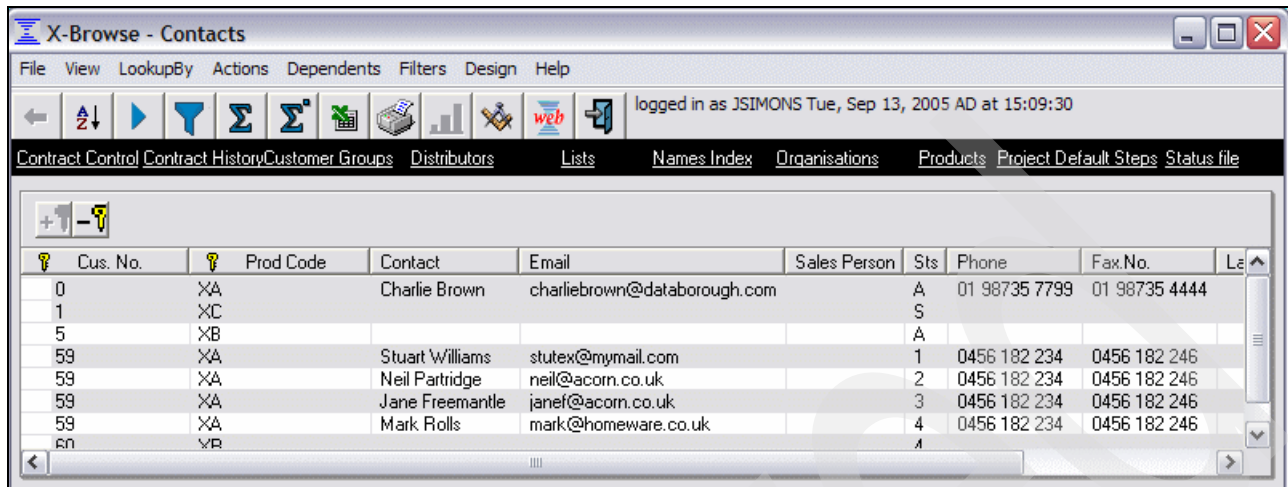 X-Browse - Contacts
File View LookupBy Actions Dependents Filters Design Help
A Z web logged in as JSIMONS Tue, Sep 13, 2005 AD at 15:09:30
Contract Control Contract History Customer Groups Distributors Lists Names Index Organisations Products Project Default Steps Status file
Cus. No. Prod Code Contact Email Sales Person Sts Phone Fax.No.
0 XA Charlie Brown charliebrown@databorough.com A 01 98735 7799 01 98735 4444
1 XC S
5 XB A
59 XA Stuart Williams stutex@mymail.com 1 0456 182 234 0456 182 246
59 XA Neil Partridge neil@acorn.co.uk 2 0456 182 234 0456 182 246
59 XA Jane Freemantle janef@acorn.co.uk 3 0456 182 234 0456 182 246
59 XA Mark Rolls mark@homeware.co.uk 4 0456 182 234 0456 182 246